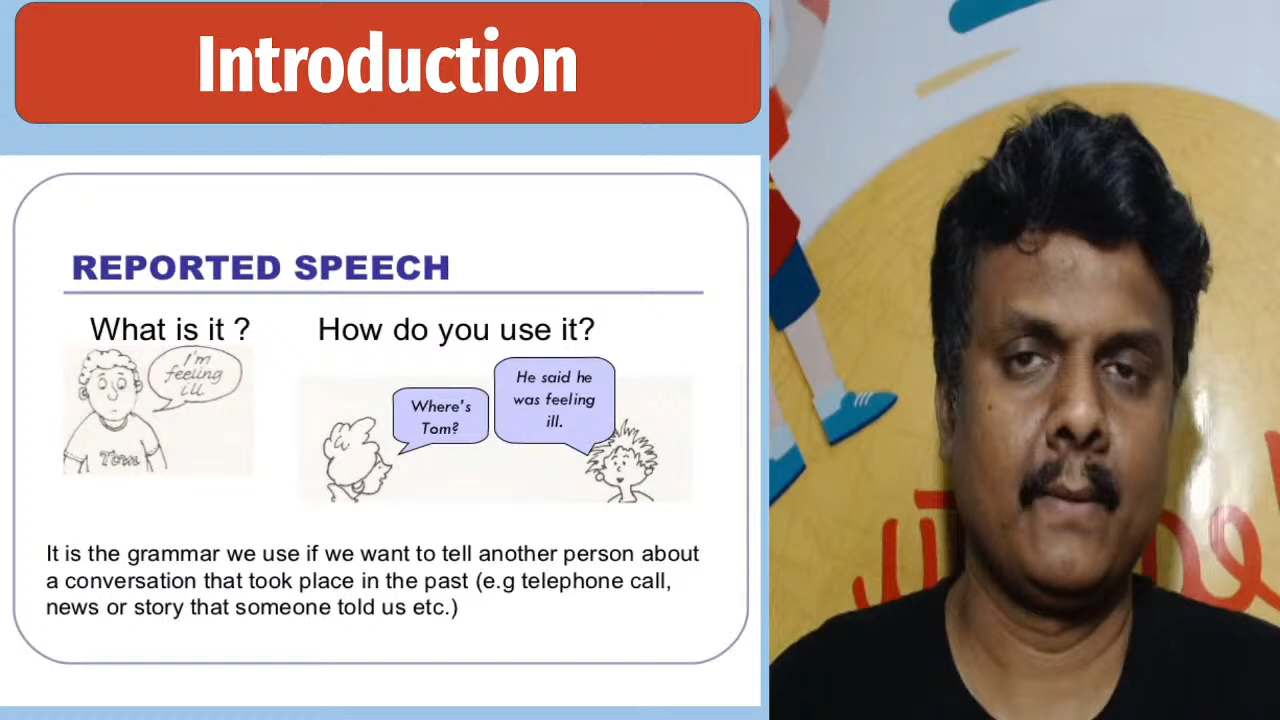 Introduction
REPORTED SPEECH
What is it ?
How do you use it?
I'm
feeling
ill
Tom
Where's
Tom?
He said he
was feeling
ill.
It is the grammar we use if we want to tell another person about
a conversation that took place in the past (e.g telephone call,
news or story that someone told us etc.)